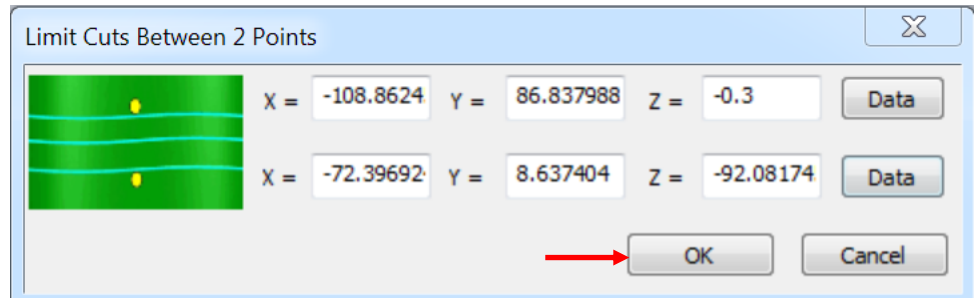 Limit Cuts Between 2 Points
X = -108.8624 Y = 86.837988 Z = -0.3 Data
X = -72.39692 Y = 8.637404 Z = -92.08174 Data
OK Cancel